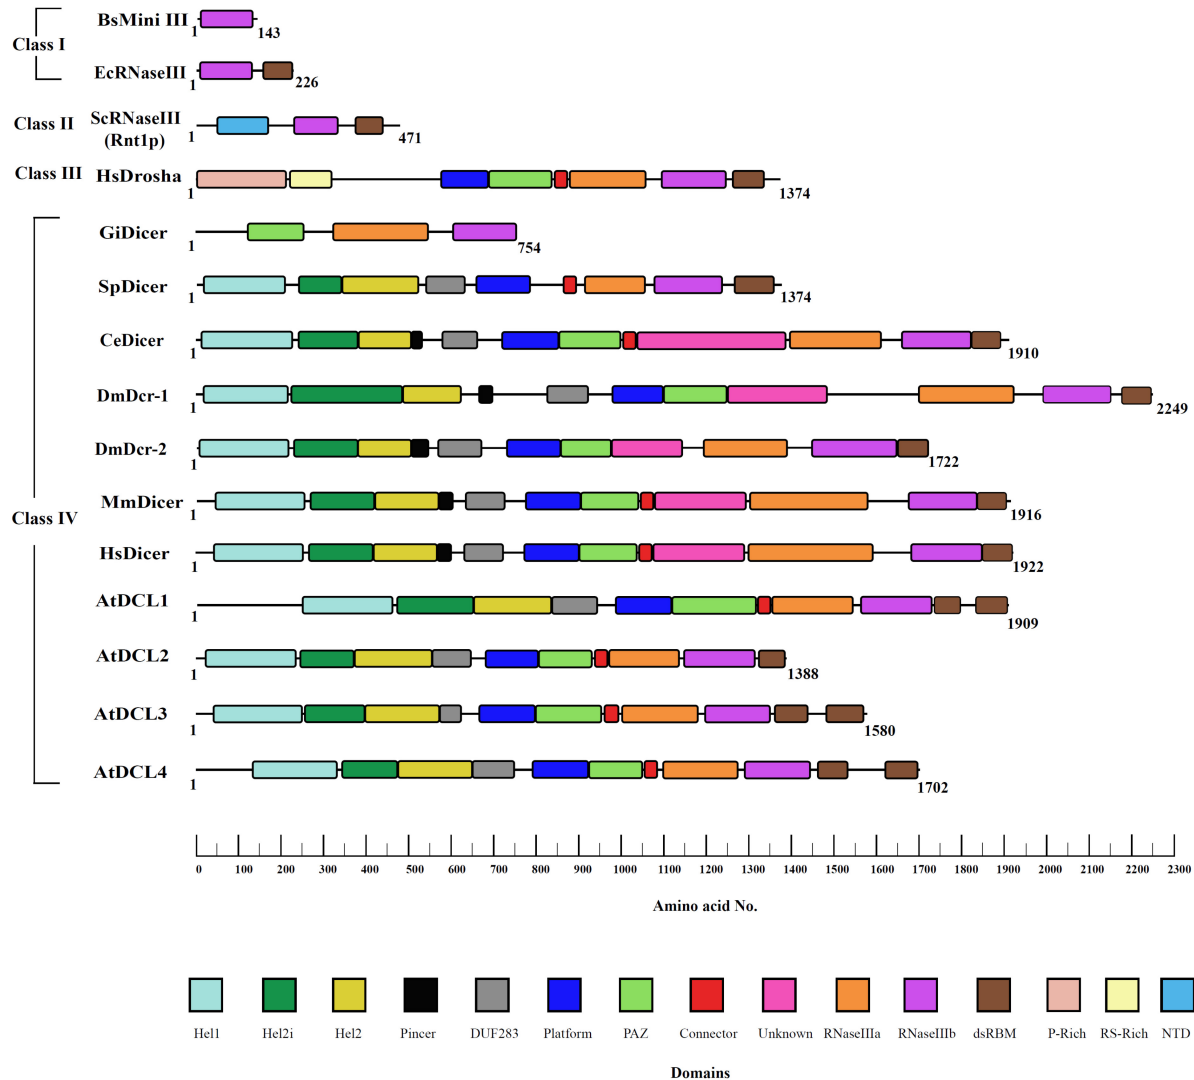 BsMini III
1
143
Class I
EcRNaseIII
1
226
Class II
ScRNaseIII
(Rnt1p)
1
471
Class III
HsDrosha
1
1374
GiDicer
1
754
SpDicer
1
1374
CeDicer
1
1910
DmDcr-1
1
2249
DmDcr-2
1
1722
MmDicer
1
1916
Class IV
HsDicer
1
1922
AtDCL1
1
1909
AtDCL2
1
1388
AtDCL3
1
1580
AtDCL4
1
1702
0 100 200 300 400 500 600 700 800 900 1000 1100 1200 1300 1400 1500 1600 1700 1800 1900 2000 2100 2200 2300
Amino acid No.
Hel1 Hel2i Hel2 Pincer DUF283 Platform PAZ Connector Unknown RNaseIIIa RNaseIIIb dsRBM P-Rich RS-Rich NTD
Domains